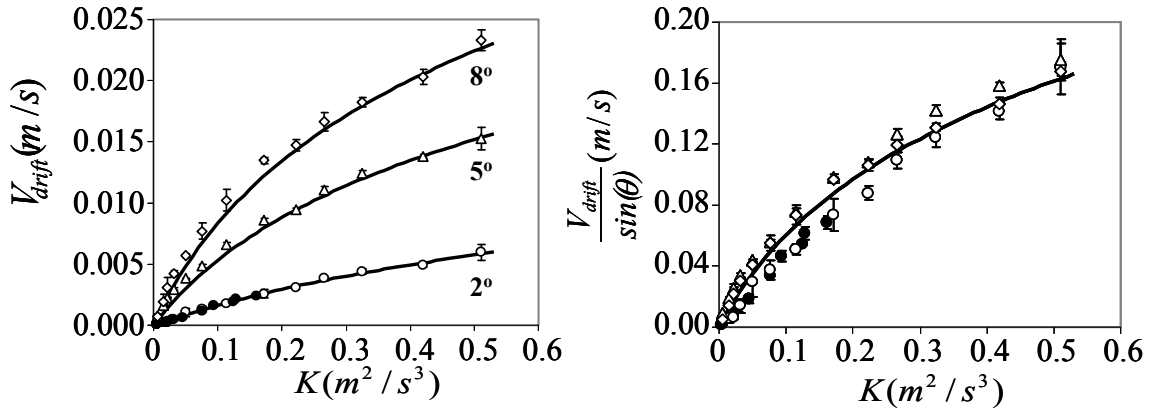 V_drift (m/s)
0.025
0.020
0.015
0.010
0.005
0.000
8º
5º
2º
0 0.1 0.2 0.3 0.4 0.5 0.6
K (m² / s³)
V_drift / sin(θ) (m/s)
0.20
0.16
0.12
0.08
0.04
0.00
0 0.1 0.2 0.3 0.4 0.5 0.6
K (m² / s³)